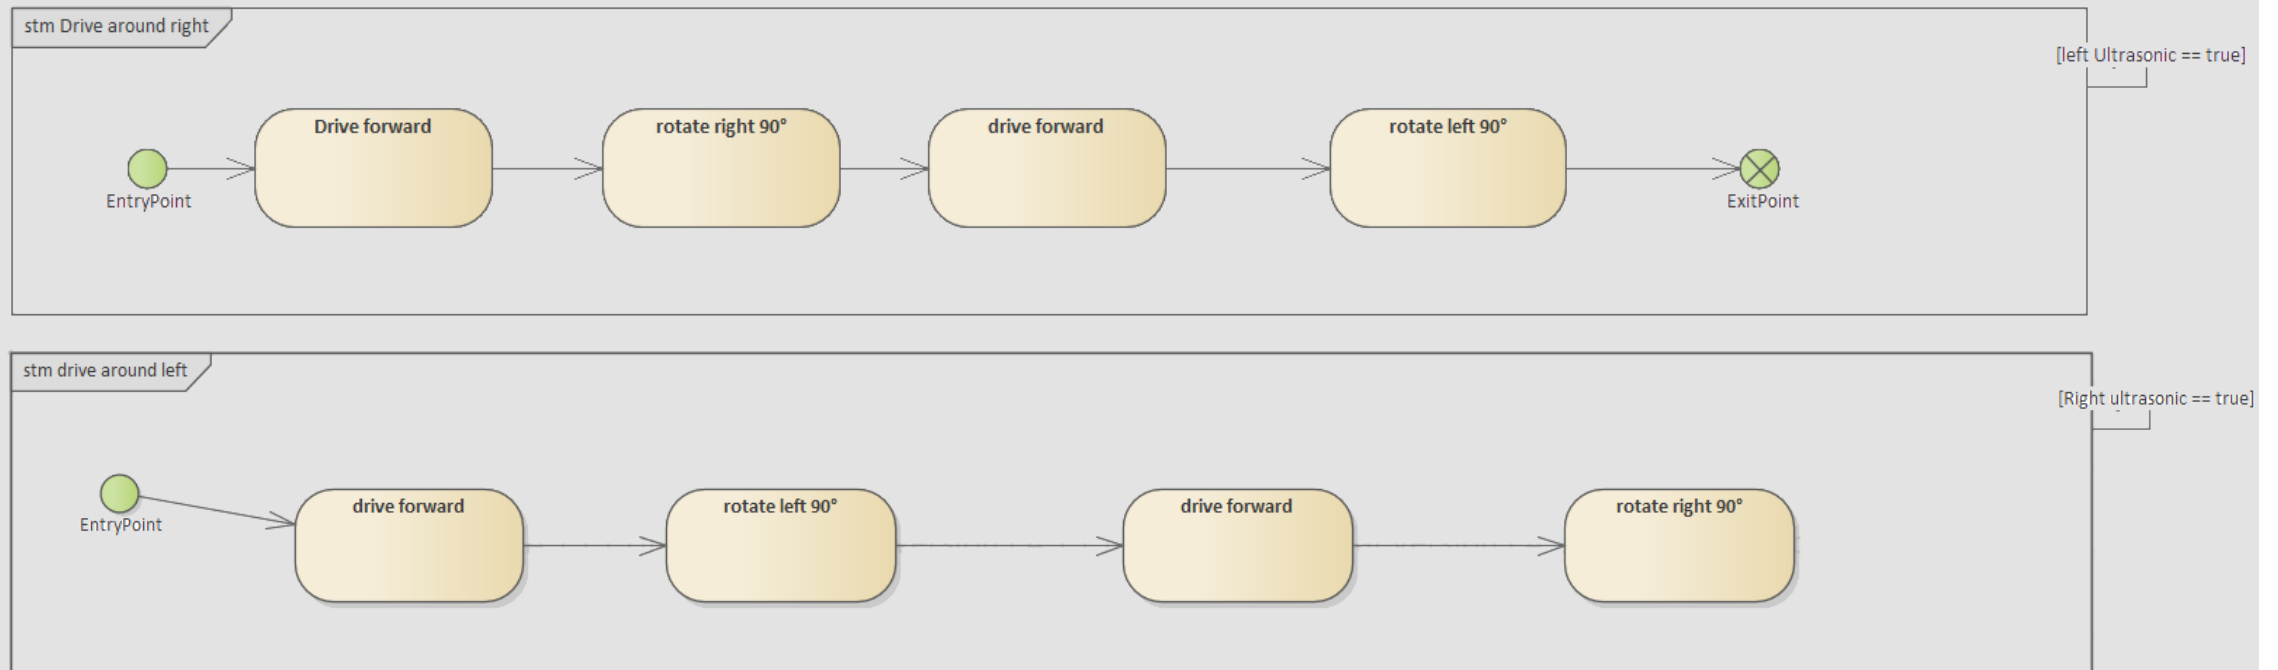 stm Drive around right
[left Ultrasonic == true]
Drive forward
rotate right 90°
drive forward
rotate left 90°
EntryPoint
ExitPoint
stm drive around left
[Right ultrasonic == true]
drive forward
rotate left 90°
drive forward
rotate right 90°
EntryPoint